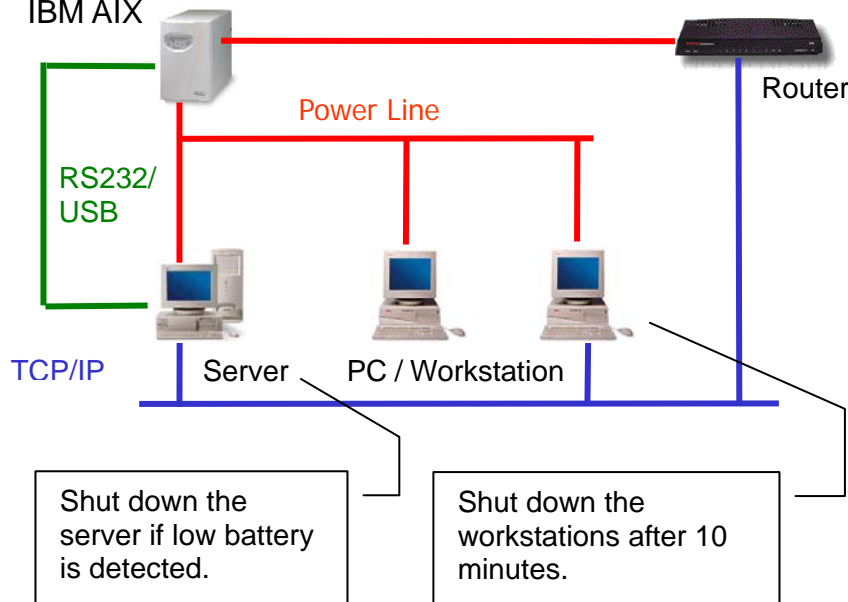 IBM AIX
Router
Power Line
RS232/
USB
TCP/IP
Server
PC / Workstation
Shut down the
server if low battery
is detected.
Shut down the
workstations after 10
minutes.